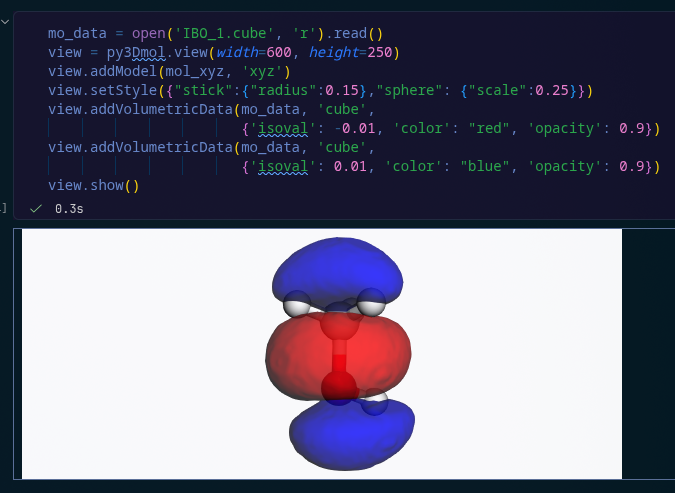 mo_data = open('IBO_1.cube', 'r').read()
view = py3Dmol.view(width=600, height=250)
view.addModel(mol_xyz, 'xyz')
view.setStyle({"stick":{"radius":0.15},"sphere": {"scale":0.25}})
view.addVolumetricData(mo_data, 'cube',
{'isoval': -0.01, 'color': "red", 'opacity': 0.9})
view.addVolumetricData(mo_data, 'cube',
{'isoval': 0.01, 'color': "blue", 'opacity': 0.9})
view.show()
] ✓ 0.3s